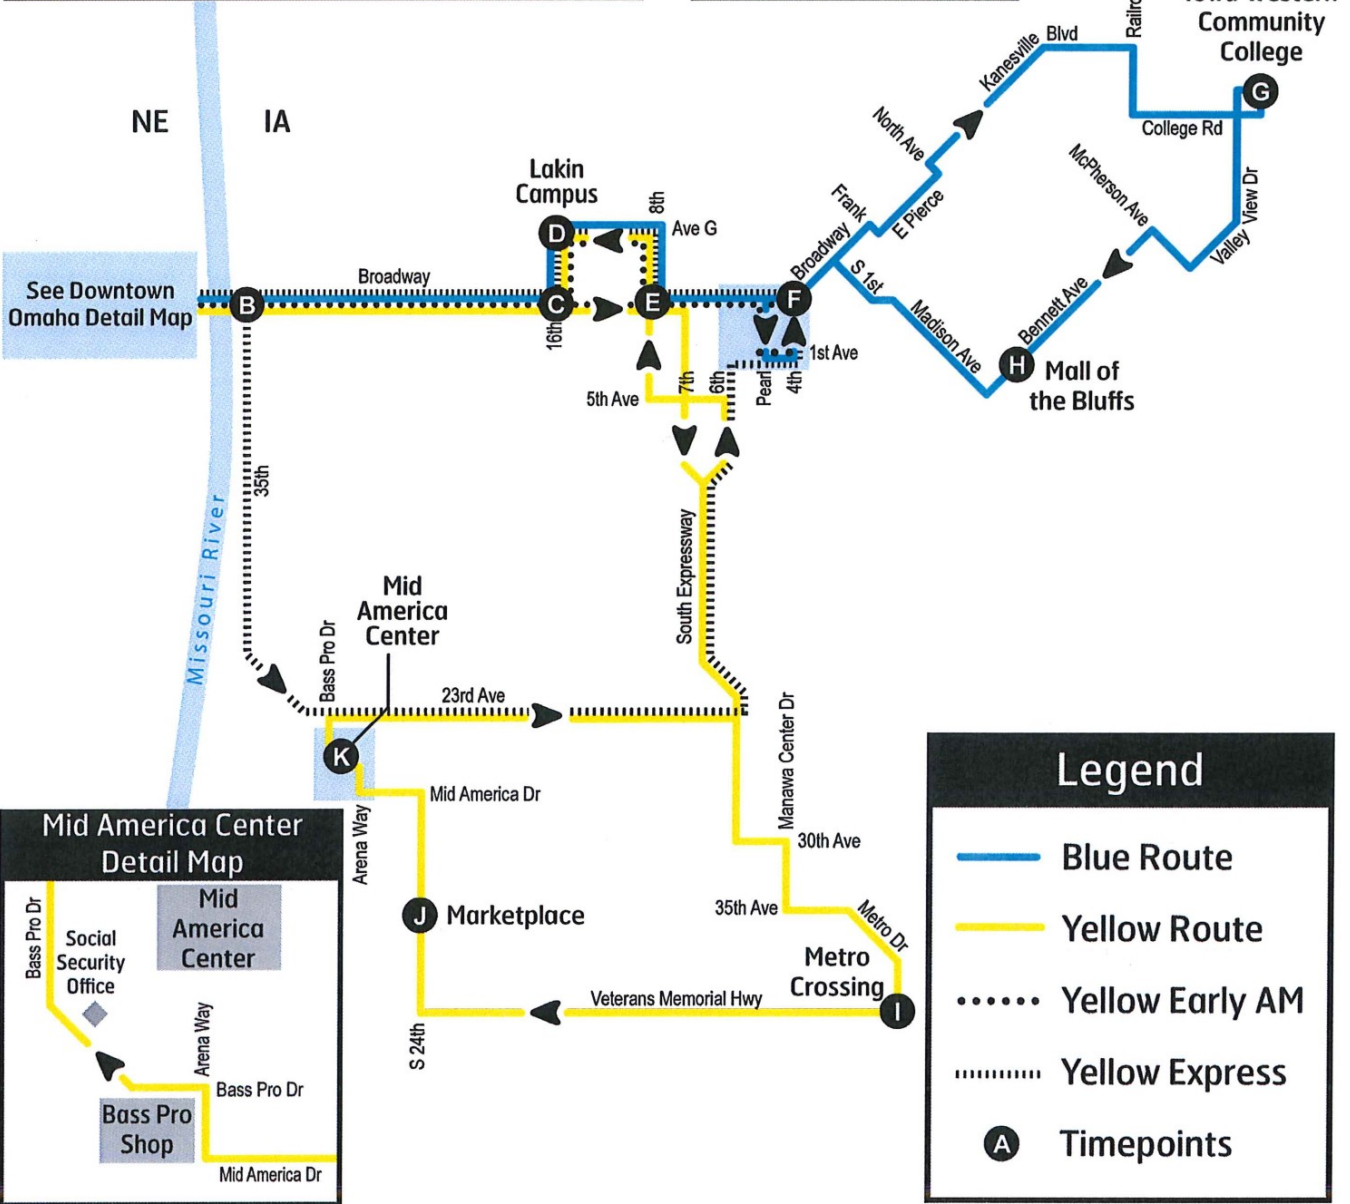 Community
College
G
Blvd
Kanesville
College Rd
NE
IA
North Ave
McPherson Ave
Lakin
Campus
D
8th
Ave G
Frank
E Pierce
View Dr
Valley
See Downtown
Omaha Detail Map
B
Broadway
C
16th
E
F
Broadway
S 1st
Madison Ave
Bennett Ave
H
Mall of
the Bluffs
1st Ave
5th Ave
7th
6th
Pearl
4th
35th
Missouri River
South Expressway
Mid
America
Center
Bass Pro Dr
23rd Ave
K
Mid America Dr
Arena Way
Manawa Center Dr
30th Ave
35th Ave
Metro Dr
J
Marketplace
Metro
Crossing
I
Veterans Memorial Hwy
S 24th
Mid America Center
Detail Map
Bass Pro Dr
Mid
America
Center
Social
Security
Office
Arena Way
Bass Pro Dr
Bass Pro
Shop
Mid America Dr
Legend
Blue Route
Yellow Route
Yellow Early AM
Yellow Express
A
Timepoints